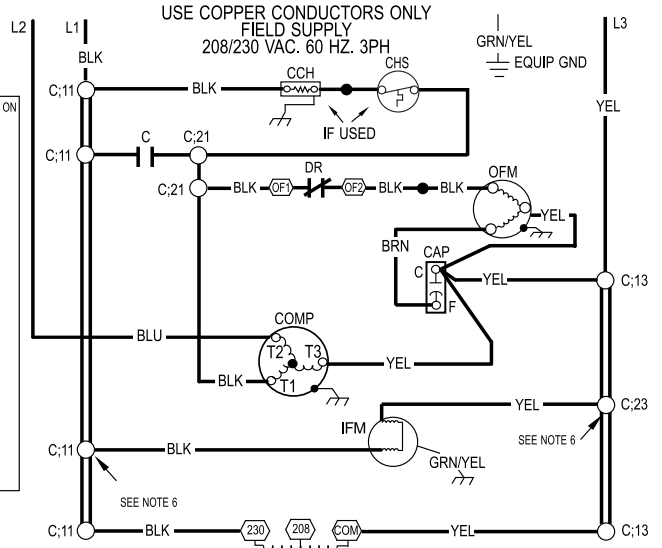 USE COPPER CONDUCTORS ONLY
FIELD SUPPLY
208/230 VAC. 60 HZ. 3PH
L2
L1
L3
BLK
GRN/YEL
EQUIP GND
CCH
CHS
C;11
BLK
IF USED
YEL
ON
C;11
C
C;21
C;21
BLK
OF1
DR
OF2
BLK
BLK
OFM
YEL
BRN
CAP
C
F
YEL
C;13
COMP
BLU
T2
T3
T1
YEL
BLK
YEL
C;23
IFM
SEE NOTE 6
C;11
BLK
GRN/YEL
SEE NOTE 6
C;11
BLK
230
208
COM
YEL
C;13